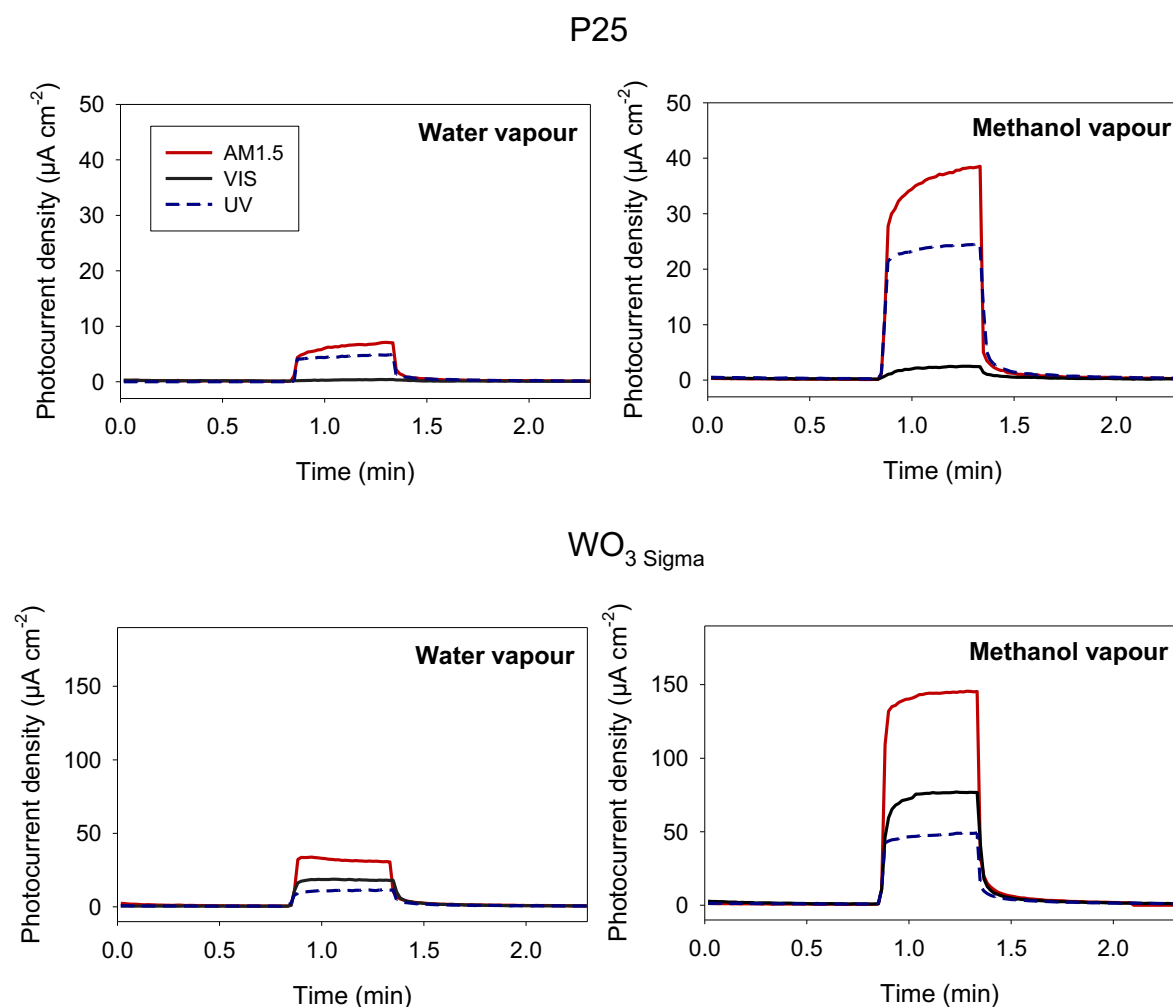 P25
Photocurrent density (µA cm⁻²)
50
40
30
20
10
0
Water vapour
AM1.5
VIS
UV
0.0 0.5 1.0 1.5 2.0
Time (min)
Photocurrent density (µA cm⁻²)
50
40
30
20
10
0
Methanol vapour
0.0 0.5 1.0 1.5 2.0
Time (min)
WO₃ Sigma
Photocurrent density (µA cm⁻²)
150
100
50
0
Water vapour
0.0 0.5 1.0 1.5 2.0
Time (min)
Photocurrent density (µA cm⁻²)
150
100
50
0
Methanol vapour
0.0 0.5 1.0 1.5 2.0
Time (min)